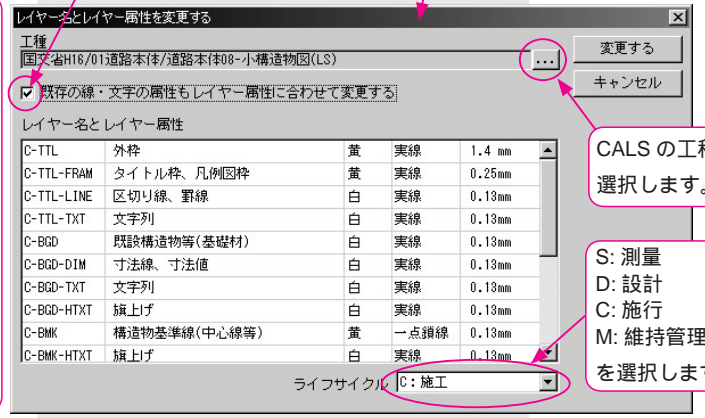 レイヤー名とレイヤー属性を変更する
工種
国交省H16/01道路本体/道路本体08-小構造物図(LS)
...
変更する
キャンセル
既存の線・文字の属性もレイヤー属性に合わせて変更する
レイヤー名とレイヤー属性
C-TTL 外枠 黄 実線 1.4 mm
C-TTL-FRAM タイトル枠、凡例図枠 黄 実線 0.25mm
C-TTL-LINE 区切り線、罫線 白 実線 0.13mm
C-TTL-TXT 文字列 白 実線 0.13mm
C-BGD 既設構造物等(基礎材) 白 実線 0.13mm
C-BGD-DIM 寸法線、寸法値 白 実線 0.13mm
C-BGD-TXT 文字列 白 実線 0.13mm
C-BGD-HTXT 旗上げ 白 実線 0.13mm
C-BMK 構造物基準線(中心線等) 黄 一点鎖線 0.13mm
C-BMK-HTXT 旗上げ 白 実線 0.13mm
ライフサイクル C:施工
CALS の工種
選択します。
S: 測量
D: 設計
C: 施行
M: 維持管理
を選択します